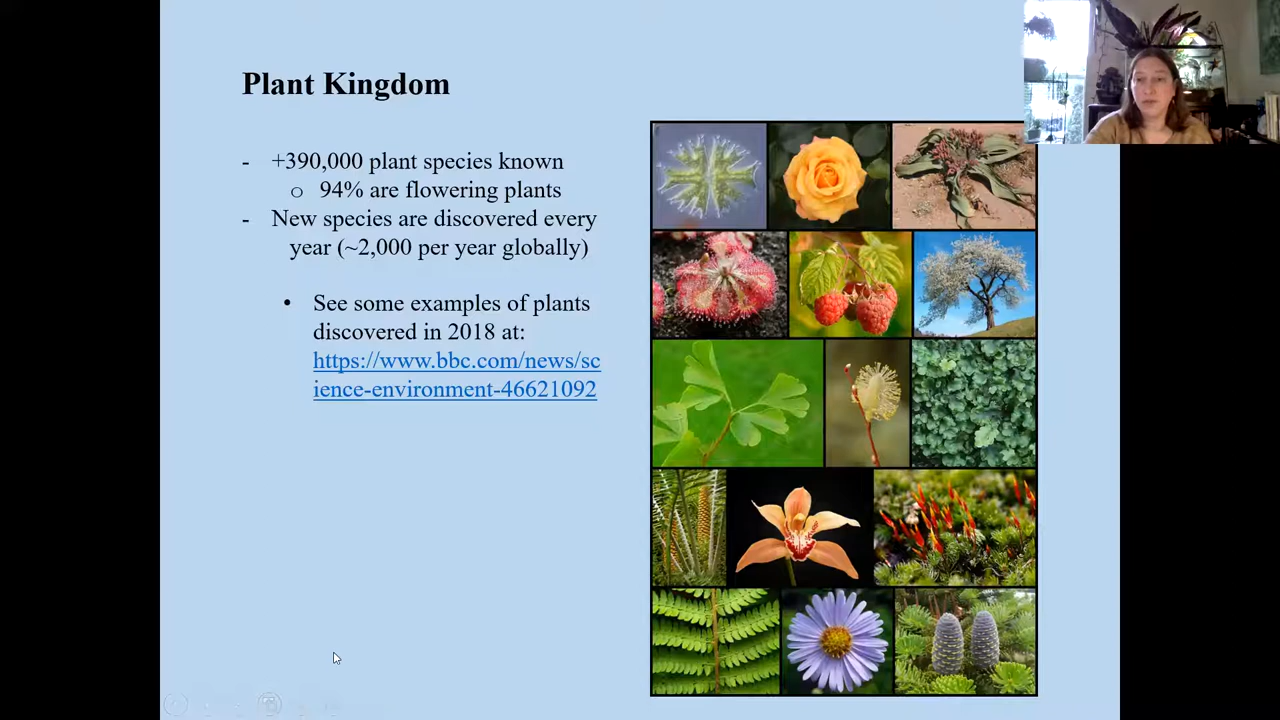 Plant Kingdom
- +390,000 plant species known
o 94% are flowering plants
- New species are discovered every
year (~2,000 per year globally)
• See some examples of plants
discovered in 2018 at:
https://www.bbc.com/news/sc
ience-environment-46621092